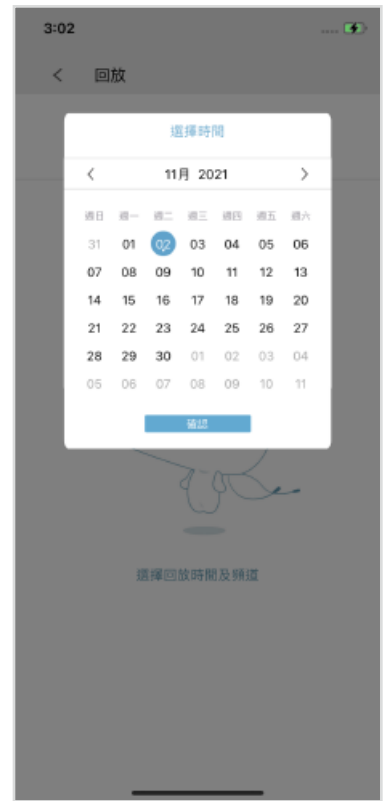 3:02
回放
選擇時間
11月 2021
週日 週一 週二 週三 週四 週五 週六
31 01 02 03 04 05 06
07 08 09 10 11 12 13
14 15 16 17 18 19 20
21 22 23 24 25 26 27
28 29 30 01 02 03 04
05 06 07 08 09 10 11
確認
選擇回放時間及頻道